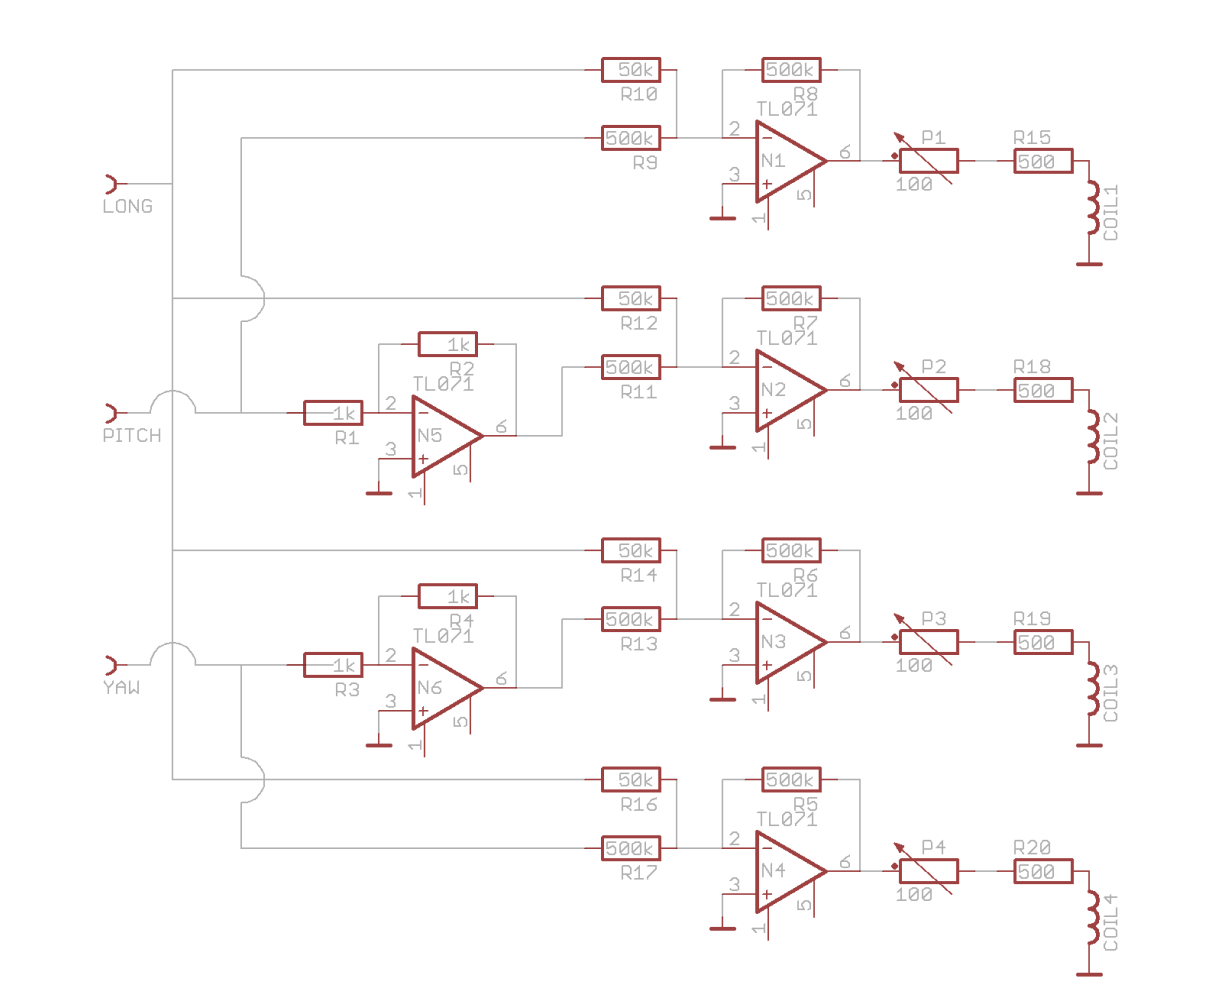 50k
500k
R10
R8
TL071
500k
2
6
P1
R15
R9
N1
500
3
100
LONG
5
1
COIL1
50k
500k
R12
R7
TL071
1k
R2
500k
2
6
P2
R18
TL071
R11
N2
500
1k
2
6
3
100
PITCH
R1
N5
5
1
COIL2
3
5
1
50k
500k
R14
R6
TL071
1k
R4
500k
2
6
P3
R19
TL071
R13
N3
500
1k
2
6
3
100
YAW
R3
N6
5
1
COIL3
3
5
1
50k
500k
R16
R5
TL071
500k
2
6
P4
R20
R17
N4
500
3
100
5
1
COIL4